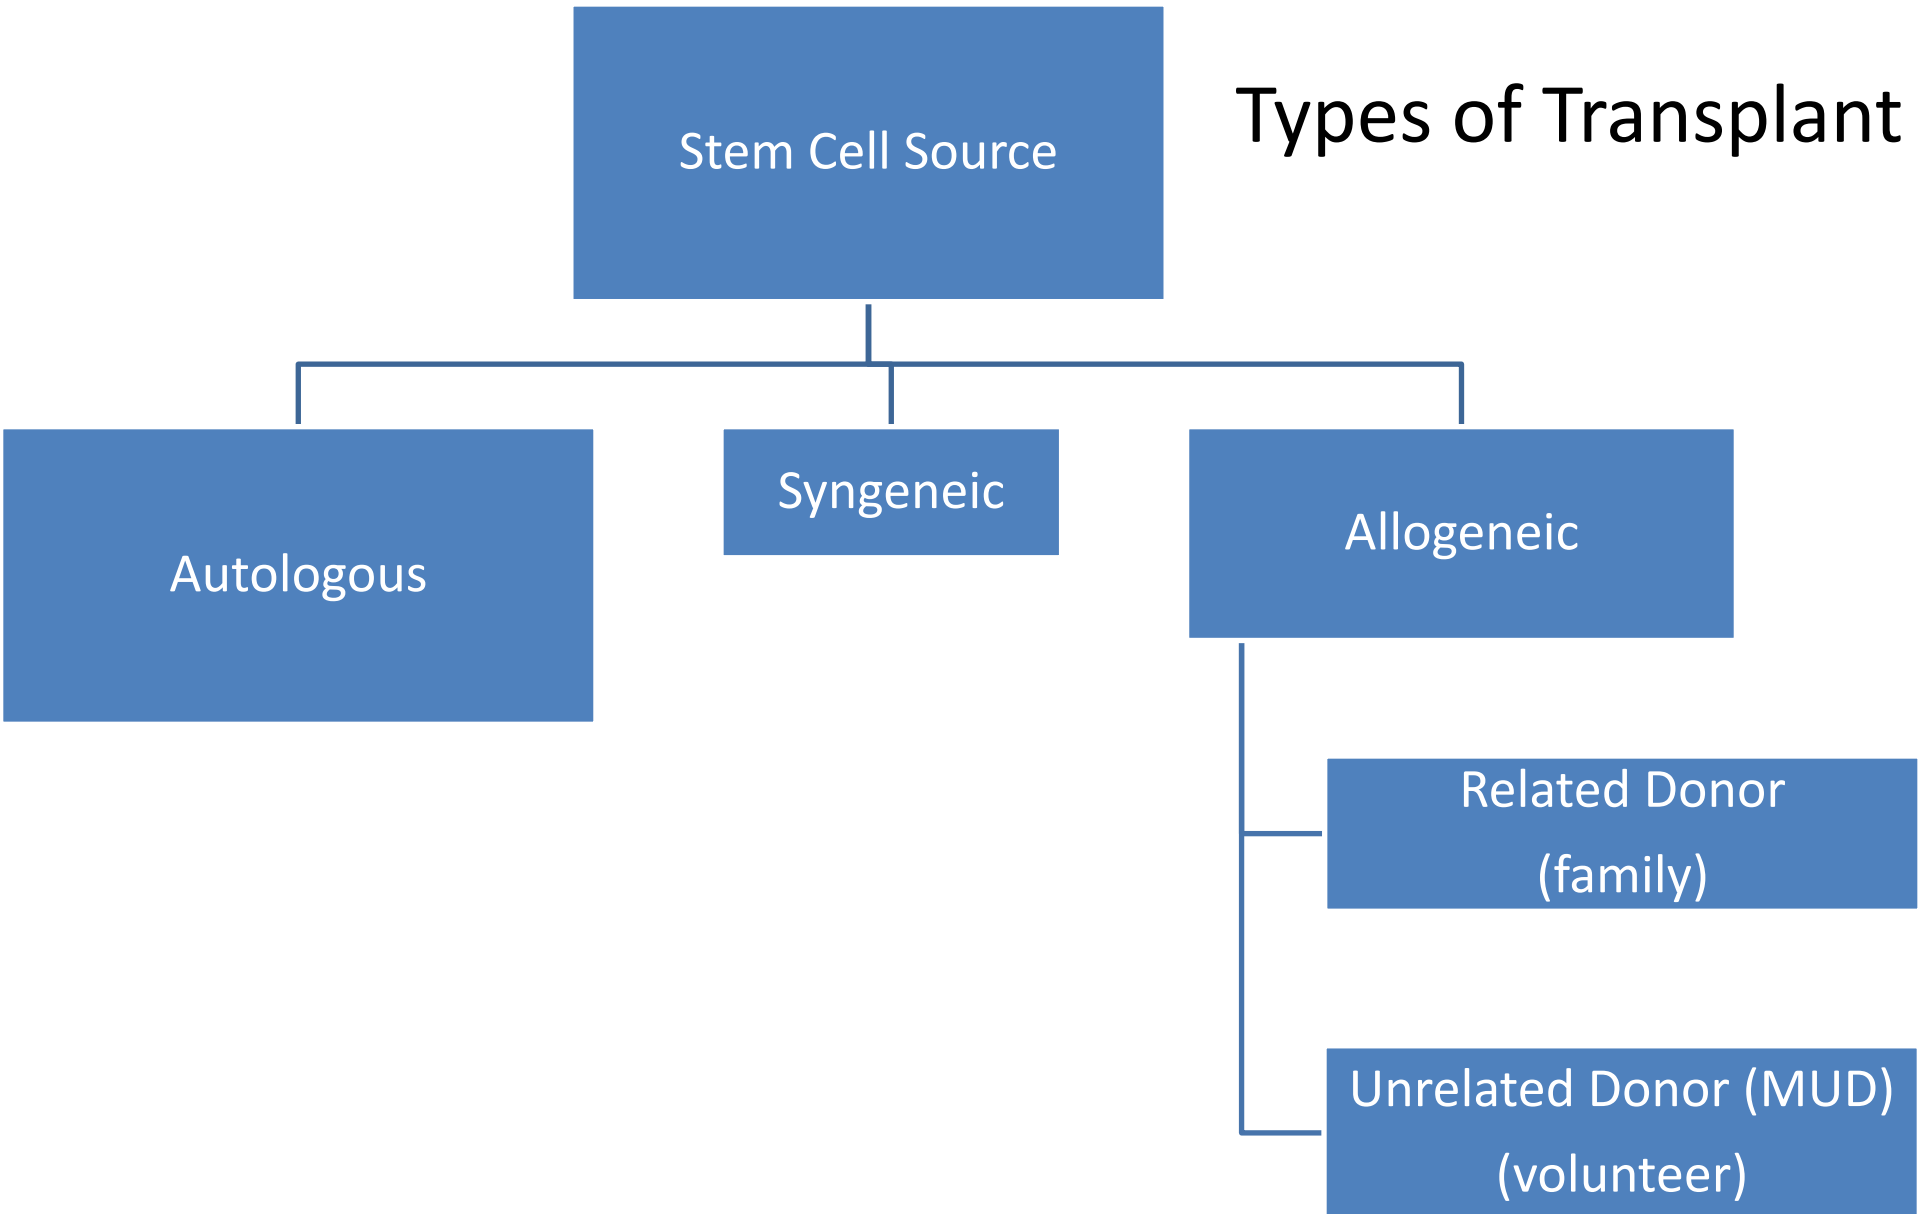 Types of Transplant
Stem Cell Source
Autologous
Syngeneic
Allogeneic
Related Donor
(family)
Unrelated Donor (MUD)
(volunteer)